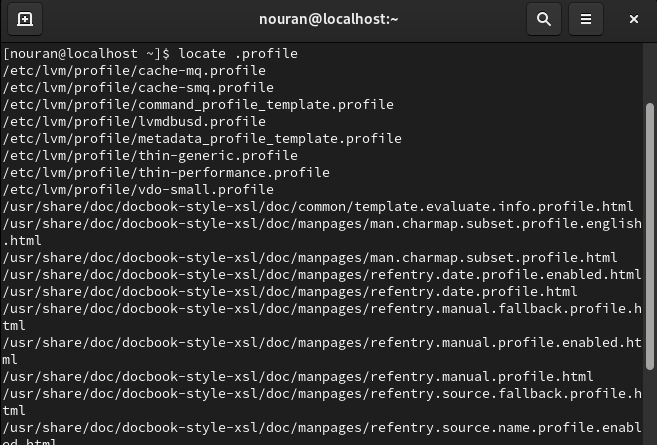 nouran@localhost:~
[nouran@localhost ~]$ locate .profile
/etc/lvm/profile/cache-mq.profile
/etc/lvm/profile/cache-smq.profile
/etc/lvm/profile/command_profile_template.profile
/etc/lvm/profile/lvmdbusd.profile
/etc/lvm/profile/metadata_profile_template.profile
/etc/lvm/profile/thin-generic.profile
/etc/lvm/profile/thin-performance.profile
/etc/lvm/profile/vdo-small.profile
/usr/share/doc/docbook-style-xsl/doc/common/template.evaluate.info.profile.html
/usr/share/doc/docbook-style-xsl/doc/manpages/man.charmap.subset.profile.english
.html
/usr/share/doc/docbook-style-xsl/doc/manpages/man.charmap.subset.profile.html
/usr/share/doc/docbook-style-xsl/doc/manpages/refentry.date.profile.enabled.html
/usr/share/doc/docbook-style-xsl/doc/manpages/refentry.date.profile.html
/usr/share/doc/docbook-style-xsl/doc/manpages/refentry.manual.fallback.profile.h
tml
/usr/share/doc/docbook-style-xsl/doc/manpages/refentry.manual.profile.enabled.ht
ml
/usr/share/doc/docbook-style-xsl/doc/manpages/refentry.manual.profile.html
/usr/share/doc/docbook-style-xsl/doc/manpages/refentry.source.fallback.profile.h
tml
/usr/share/doc/docbook-style-xsl/doc/manpages/refentry.source.name.profile.enabl
ed.html